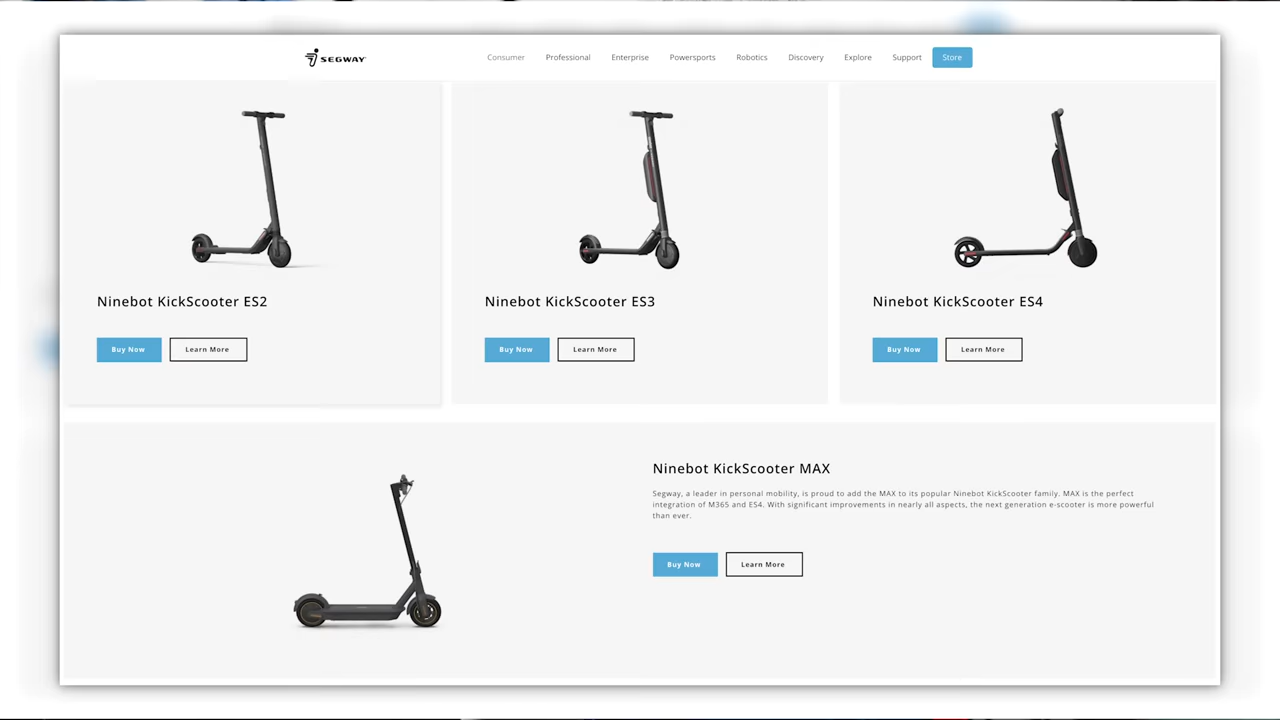 SEGWAY
Consumer Professional Enterprise Powersports Robotics Discovery Explore Support Store
Ninebot KickScooter ES2
Buy Now Learn More
Ninebot KickScooter ES3
Buy Now Learn More
Ninebot KickScooter ES4
Buy Now Learn More
Ninebot KickScooter MAX
Segway, a leader in personal mobility, is proud to add the MAX to its popular Ninebot KickScooter family. MAX is the perfect
integration of M365 and ES4. With significant improvements in nearly all aspects, the next generation e-scooter is more powerful
than ever.
Buy Now Learn More